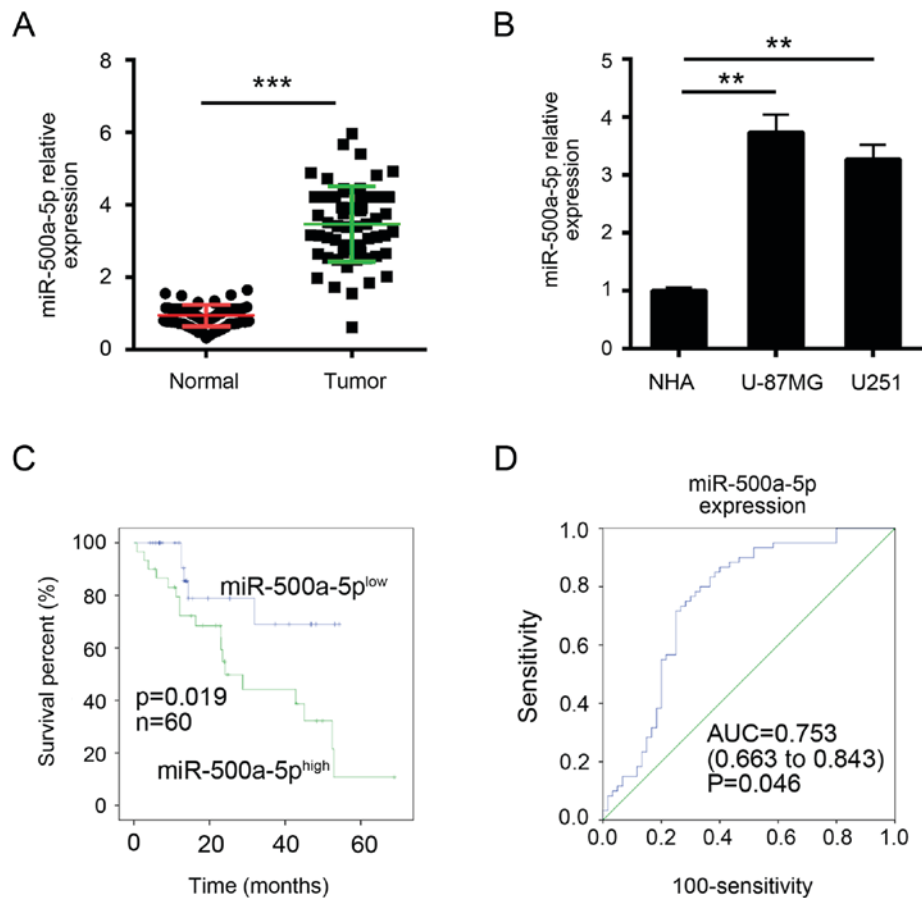 A
miR-500a-5p relative
expression
8
6
4
2
0
***
Normal
Tumor
B
miR-500a-5p relative
expression
5
4
3
2
1
0
**
**
NHA
U-87MG
U251
C
Survival percent (%)
100
80
60
40
20
0
miR-500a-5plow
p=0.019
n=60
miR-500a-5phigh
0
20
40
60
Time (months)
D
miR-500a-5p
expression
Sensitivity
1.0
0.8
0.6
0.4
0.2
0.0
AUC=0.753
(0.663 to 0.843)
P=0.046
0.0
0.2
0.4
0.6
0.8
1.0
100-sensitivity